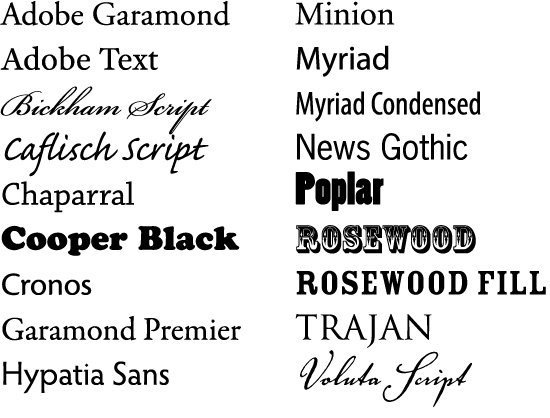 Adobe Garamond
Adobe Text
Bickham Script
Caflisch Script
Chaparral
Cooper Black
Cronos
Garamond Premier
Hypatia Sans
Minion
Myriad
Myriad Condensed
News Gothic
Poplar
ROSEWOOD
ROSEWOOD FILL
TRAJAN
Voluta Script